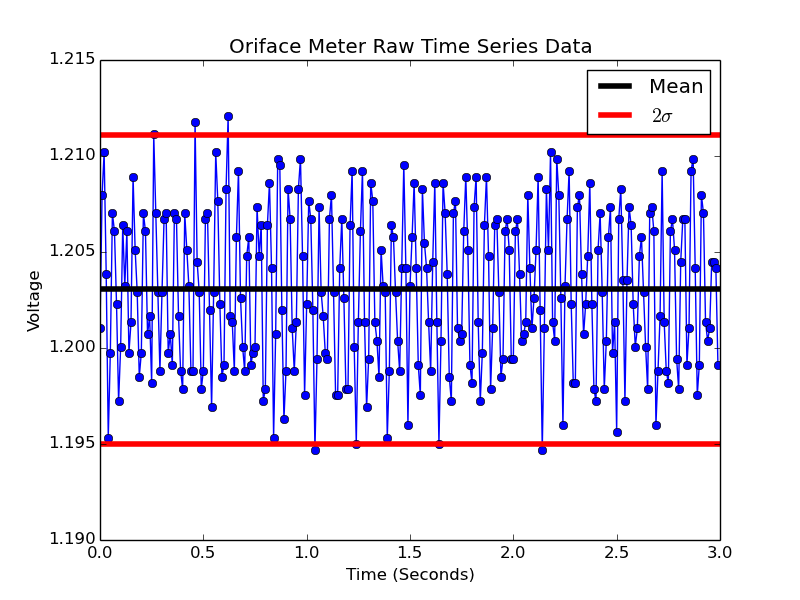 Oriface Meter Raw Time Series Data
1.215
Mean
2σ
1.210
1.205
Voltage
1.200
1.195
1.190
0.0 0.5 1.0 1.5 2.0 2.5 3.0
Time (Seconds)